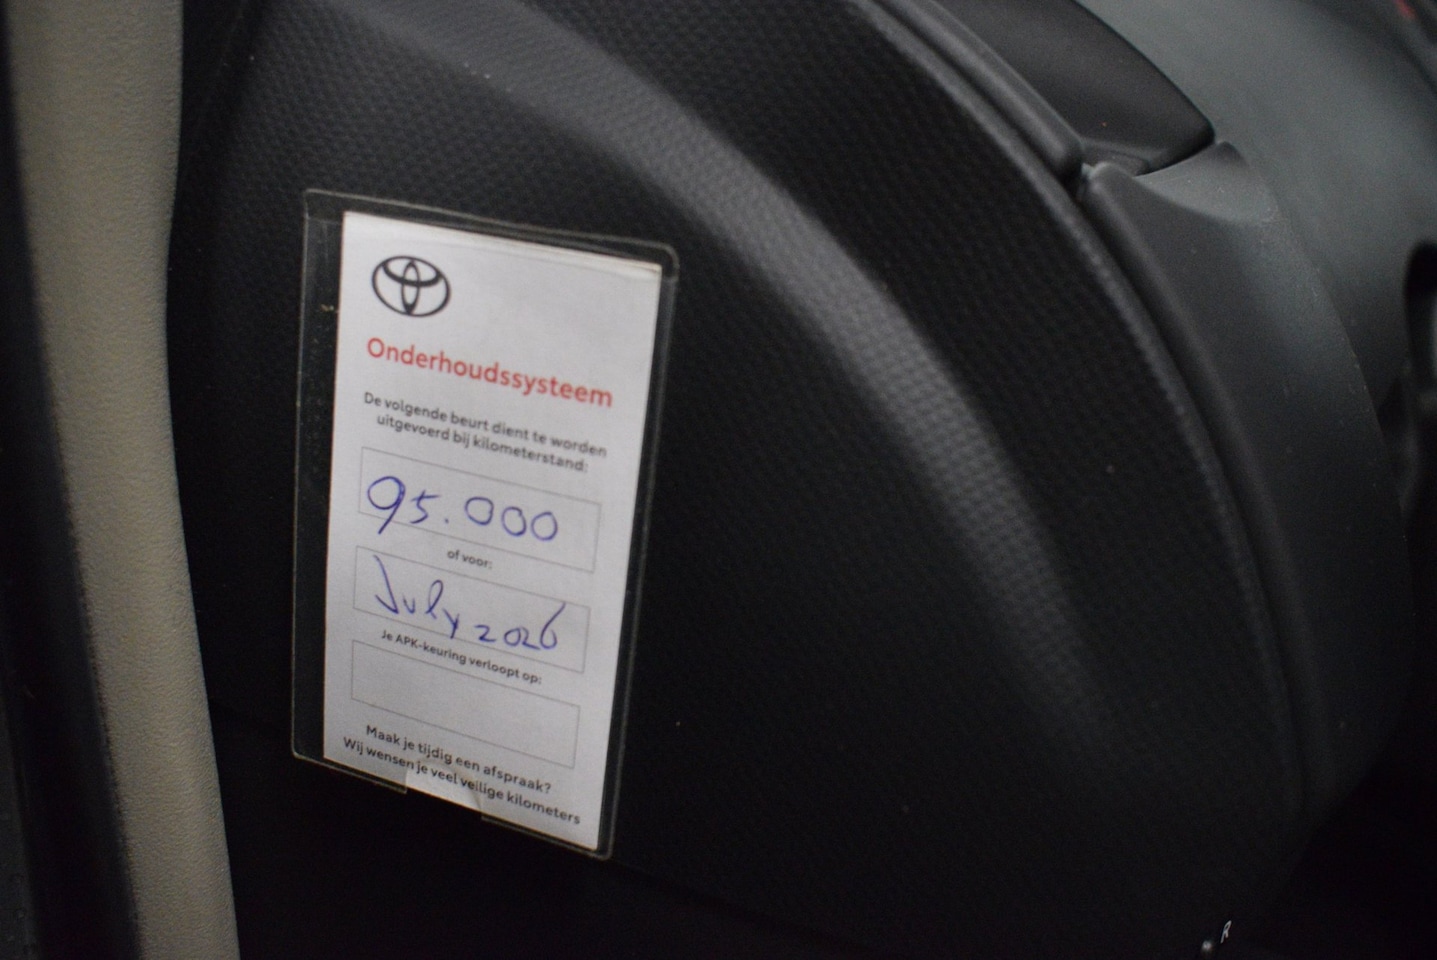 Onderhoudssysteem
De volgende beurt dient te worden
uitgevoerd bij kilometerstand:
95.000
of voor:
July 2026
Je APK-keuring verloopt op:
Maak je tijdig een afspraak?
Wij wensen je veel veilige kilometers
R